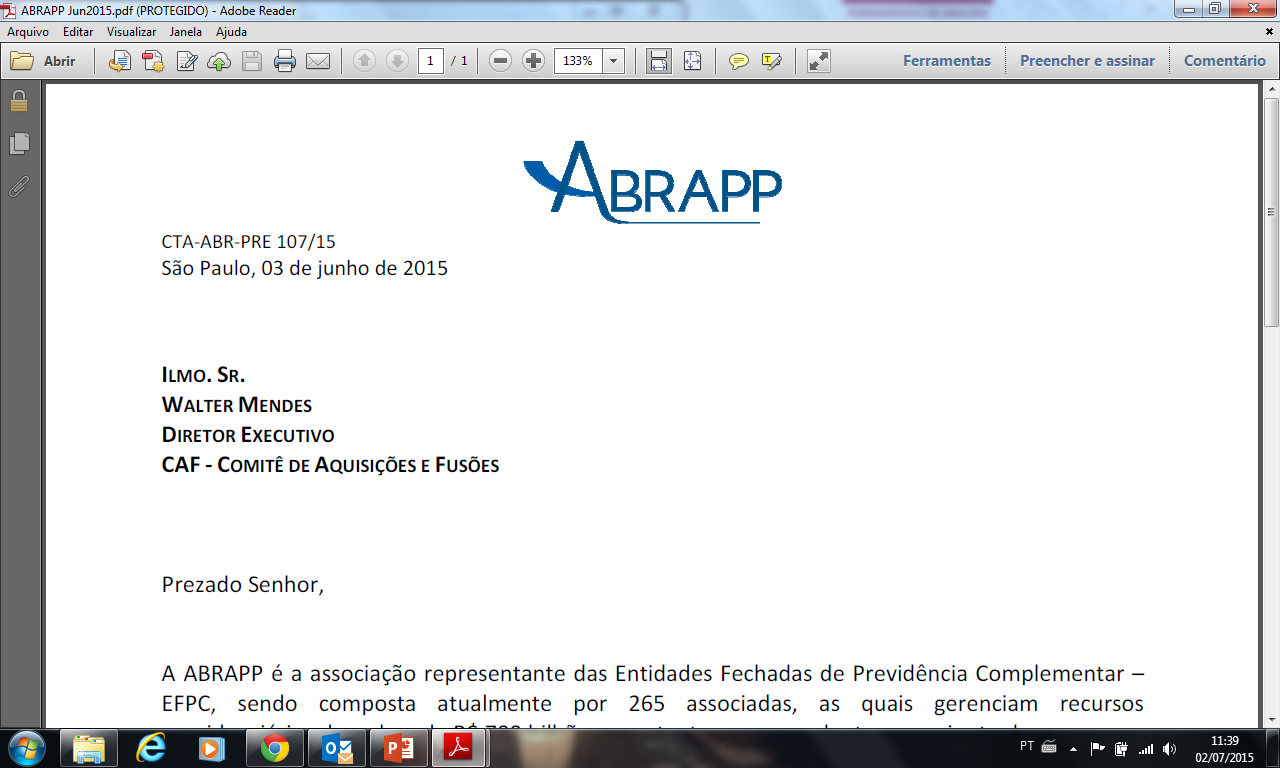 ABRAPP Jun2015.pdf (PROTEGIDO) - Adobe Reader
Arquivo Editar Visualizar Janela Ajuda
Abrir 1 / 1 133% Ferramentas Preencher e assinar Comentário
ABRAPP
CTA-ABR-PRE 107/15
São Paulo, 03 de junho de 2015
ILMO. SR.
WALTER MENDES
DIRETOR EXECUTIVO
CAF - COMITÊ DE AQUISIÇÕES E FUSÕES
Prezado Senhor,
A ABRAPP é a associação representante das Entidades Fechadas de Previdência Complementar –
EFPC, sendo composta atualmente por 265 associadas, as quais gerenciam recursos
PT 11:39
02/07/2015